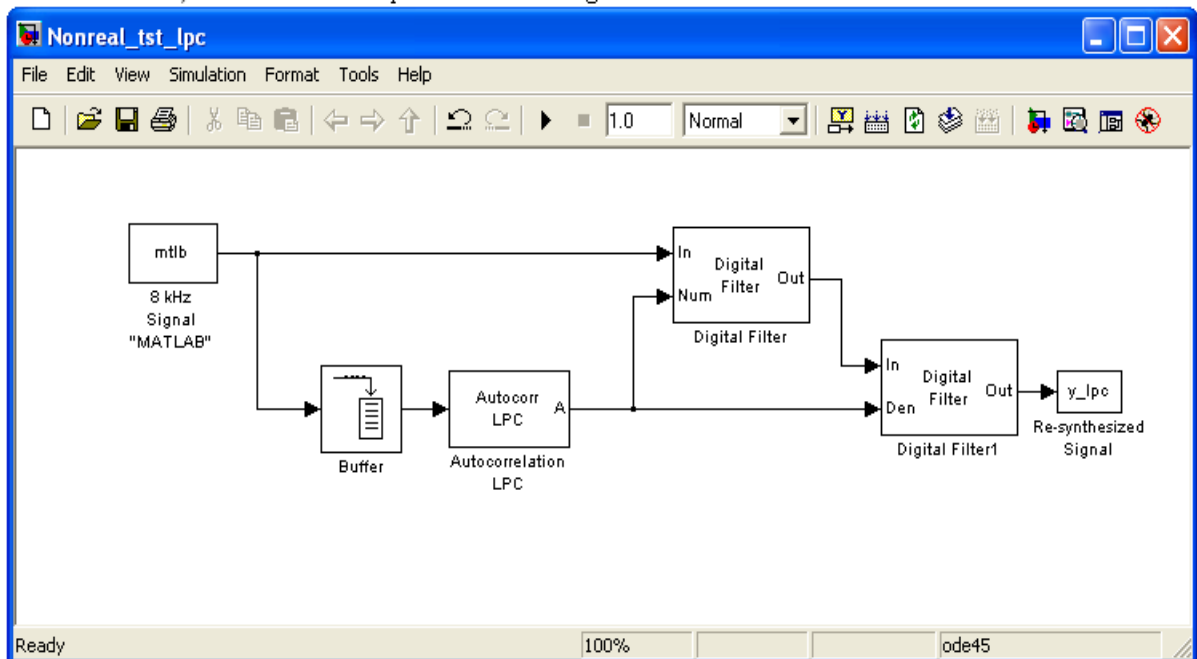 Nonreal_tst_lpc
File Edit View Simulation Format Tools Help
1.0 Normal
mtlb
8 kHz
Signal
"MATLAB"
In
Num
Digital
Filter
Out
Digital Filter
Buffer
Autocorr
LPC
A
Autocorrelation
LPC
In
Den
Digital
Filter
Out
Digital Filter1
y_lpc
Re-synthesized
Signal
Ready 100% ode45